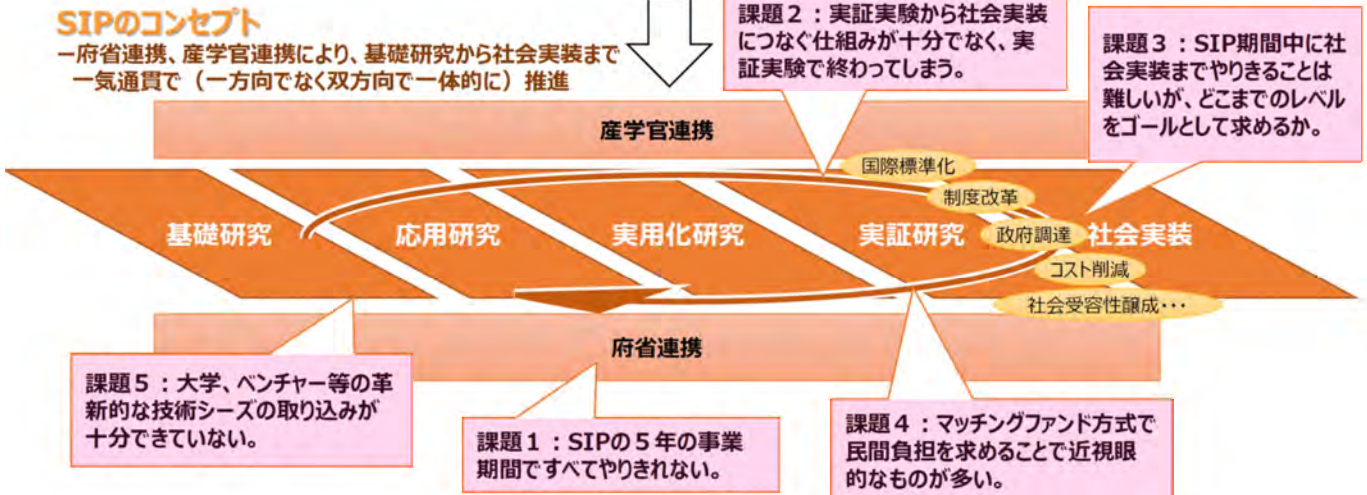 SIPのコンセプト
－府省連携、産学官連携により、基礎研究から社会実装まで
一気通貫で（一方向でなく双方向で一体的に）推進
課題２：実証実験から社会実装
につなぐ仕組みが十分でなく、実
証実験で終わってしまう。
課題３：SIP期間中に社
会実装までやりきることは
難しいが、どこまでのレベル
をゴールとして求めるか。
産学官連携
国際標準化
制度改革
基礎研究
応用研究
実用化研究
実証研究
政府調達
社会実装
コスト削減
社会受容性醸成・・・
府省連携
課題５：大学、ベンチャー等の革
新的な技術シーズの取り込みが
十分できていない。
課題１：SIPの５年の事業
期間ですべてやりきれない。
課題４：マッチングファンド方式で
民間負担を求めることで近視眼
的なものが多い。